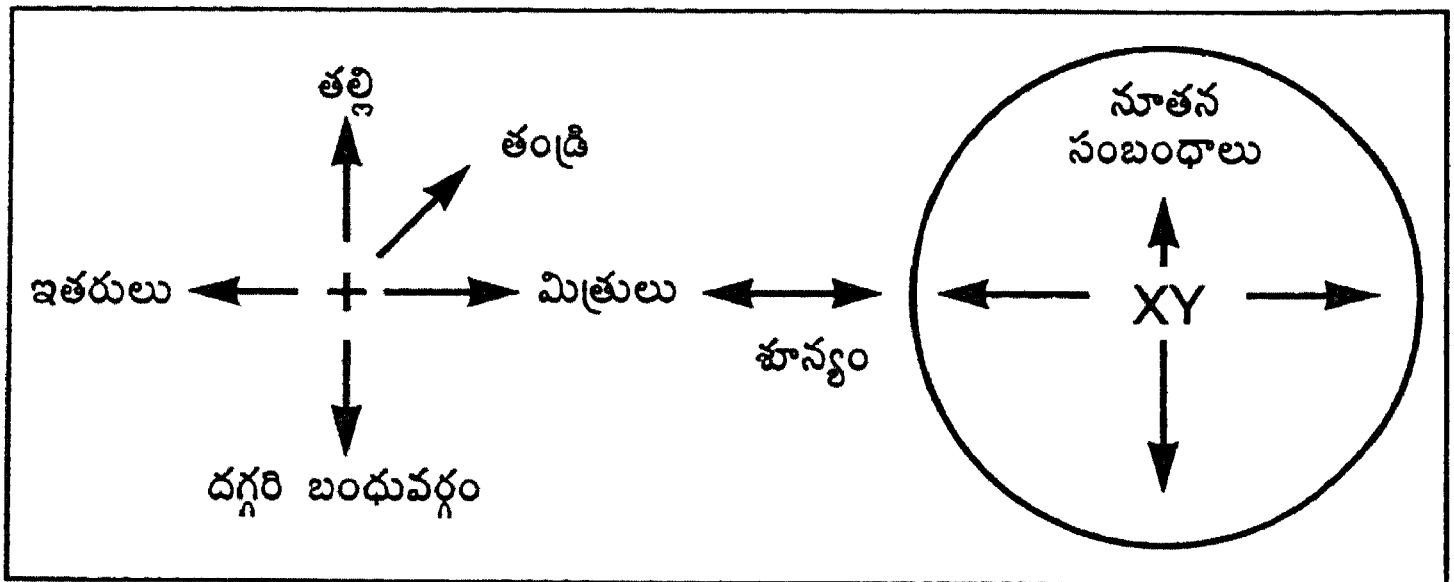 తల్లి
తండ్రి
ఇతరులు
+
మిత్రులు
శూన్యం
దగ్గరి బంధువర్గం
నూతన
సంబంధాలు
XY